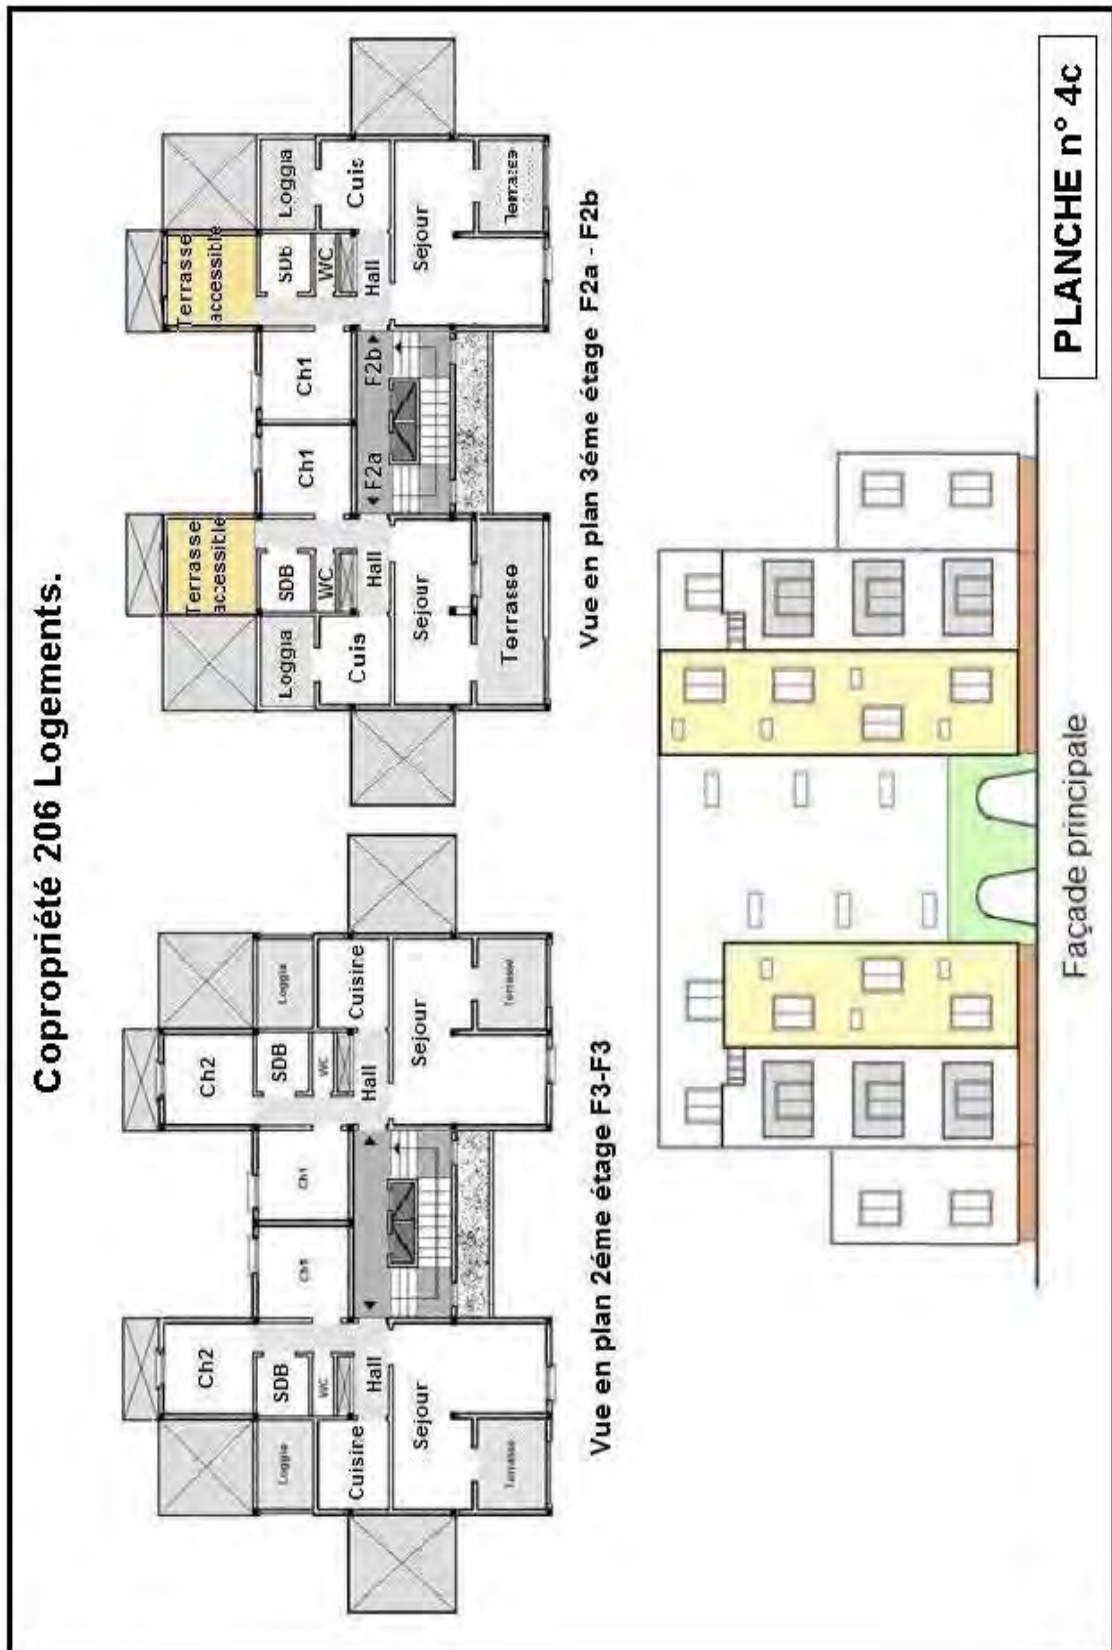 Copropriété 206 Logements.
Ch2
Ch2
Loggia
SDB
Ch1
Ch1
SDB
Loggia
WC
WC
Cuisine
Hall
Hall
Cuisine
Sejour
Sejour
Terrasse
Terrasse
Vue en plan 2éme étage F3-F3
Terrasse
accessible
Terrasse
accessible
Loggia
SDB
Ch1
Ch1
SDB
Loggia
WC
WC
Cuis
Hall
F2a
F2b
Hall
Cuis
Sejour
Sejour
Terrasse
Terrasse
Vue en plan 3éme étage F2a - F2b
Façade principale
PLANCHE n° 4c